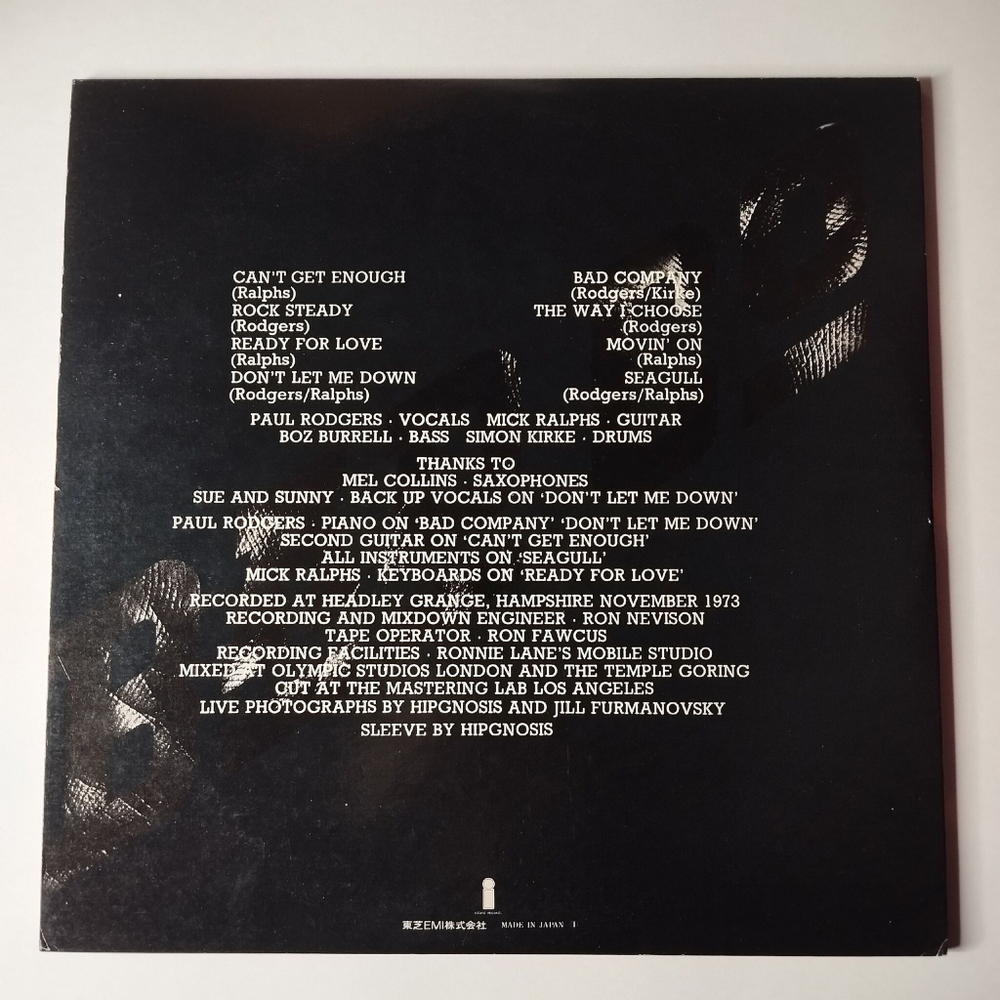 CAN'T GET ENOUGH
(Ralphs)
ROCK STEADY
(Rodgers)
READY FOR LOVE
(Ralphs)
DON'T LET ME DOWN
(Rodgers/Ralphs)
BAD COMPANY
(Rodgers/Kirke)
THE WAY I CHOOSE
(Rodgers)
MOVIN' ON
(Ralphs)
SEAGULL
(Rodgers/Ralphs)
PAUL RODGERS · VOCALS MICK RALPHS · GUITAR
BOZ BURRELL · BASS SIMON KIRKE · DRUMS
THANKS TO
MEL COLLINS · SAXOPHONES
SUE AND SUNNY · BACK UP VOCALS ON 'DON'T LET ME DOWN'
PAUL RODGERS · PIANO ON 'BAD COMPANY' 'DON'T LET ME DOWN'
SECOND GUITAR ON 'CAN'T GET ENOUGH'
ALL INSTRUMENTS ON 'SEAGULL'
MICK RALPHS · KEYBOARDS ON 'READY FOR LOVE'
RECORDED AT HEADLEY GRANGE, HAMPSHIRE NOVEMBER 1973
RECORDING AND MIXDOWN ENGINEER · RON NEVISON
TAPE OPERATOR · RON FAWCUS
RECORDING FACILITIES · RONNIE LANE'S MOBILE STUDIO
MIXED AT OLYMPIC STUDIOS LONDON AND THE TEMPLE GORING
CUT AT THE MASTERING LAB LOS ANGELES
LIVE PHOTOGRAPHS BY HIPGNOSIS AND JILL FURMANOVSKY
SLEEVE BY HIPGNOSIS
東芝EMI株式会社 MADE IN JAPAN